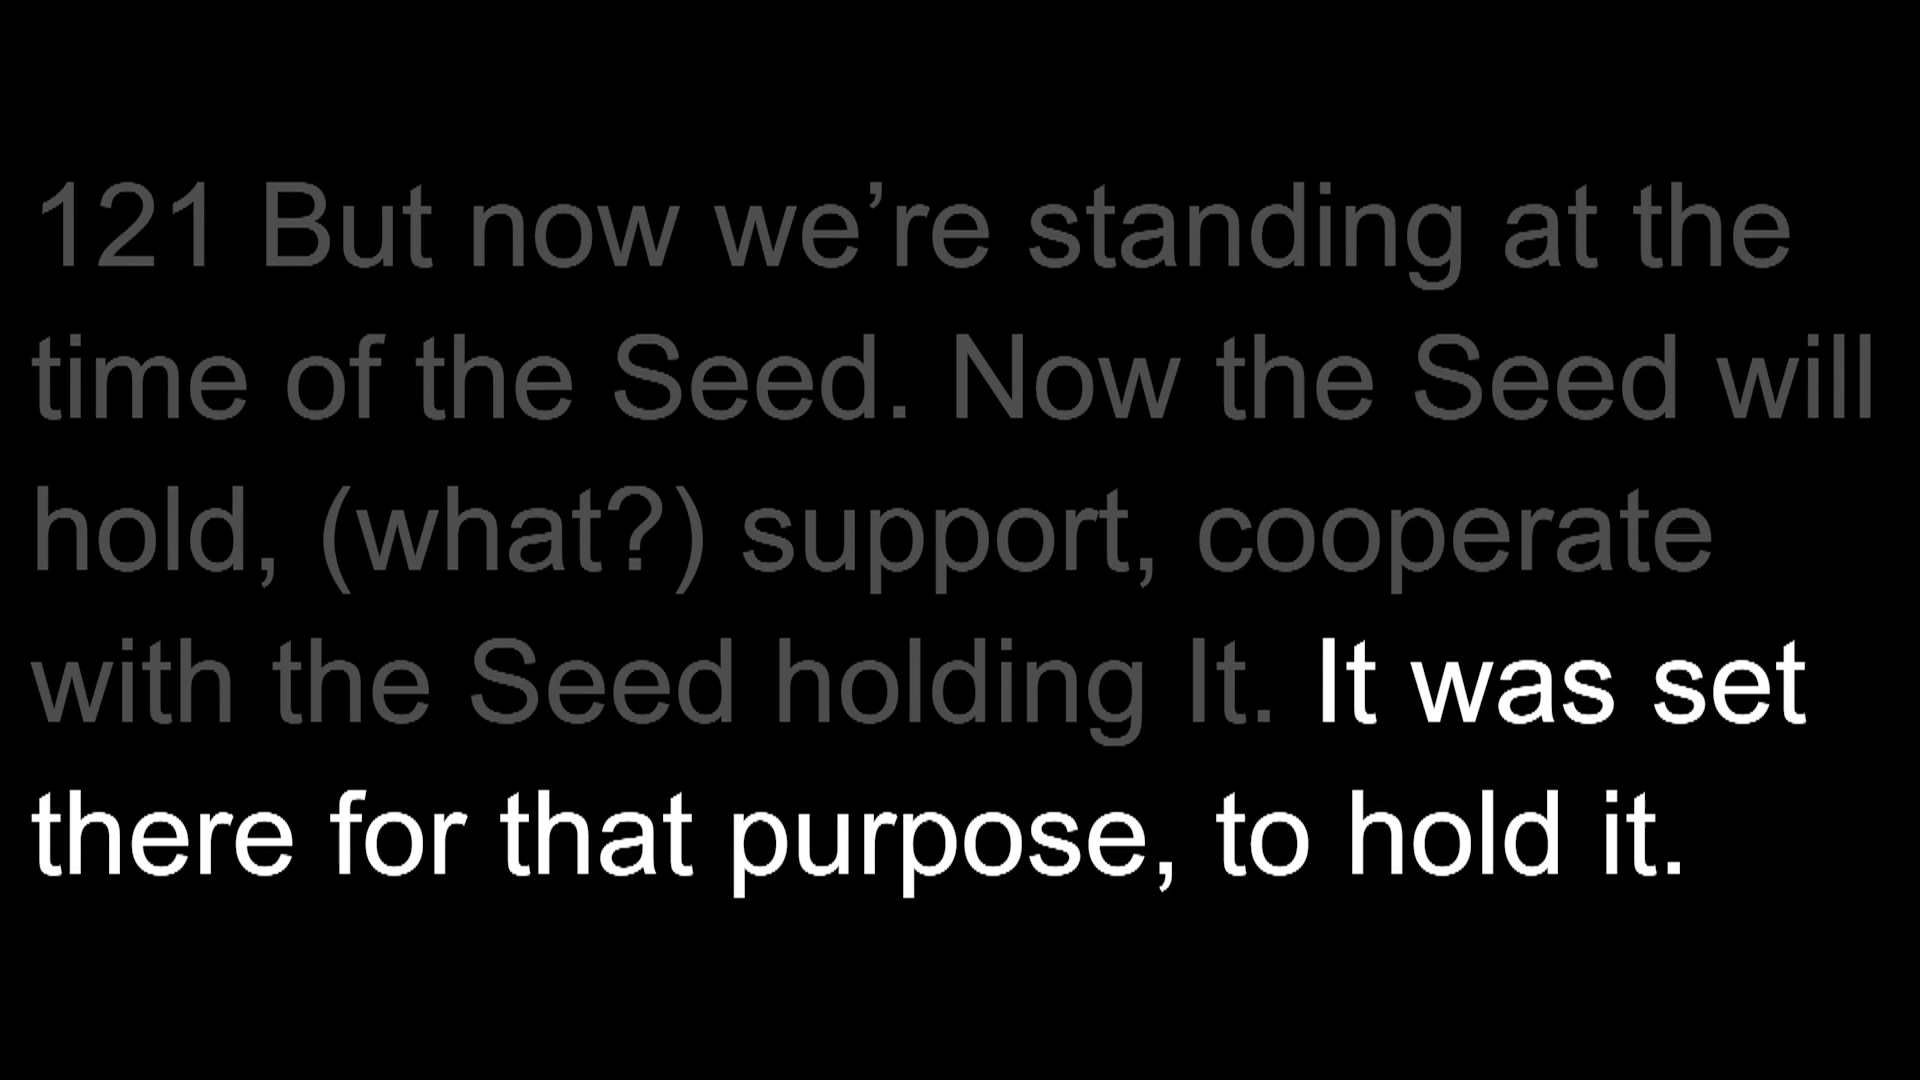 121 But now we’re standing at the
time of the Seed. Now the Seed will
hold, (what?) support, cooperate
with the Seed holding It. It was set
there for that purpose, to hold it.